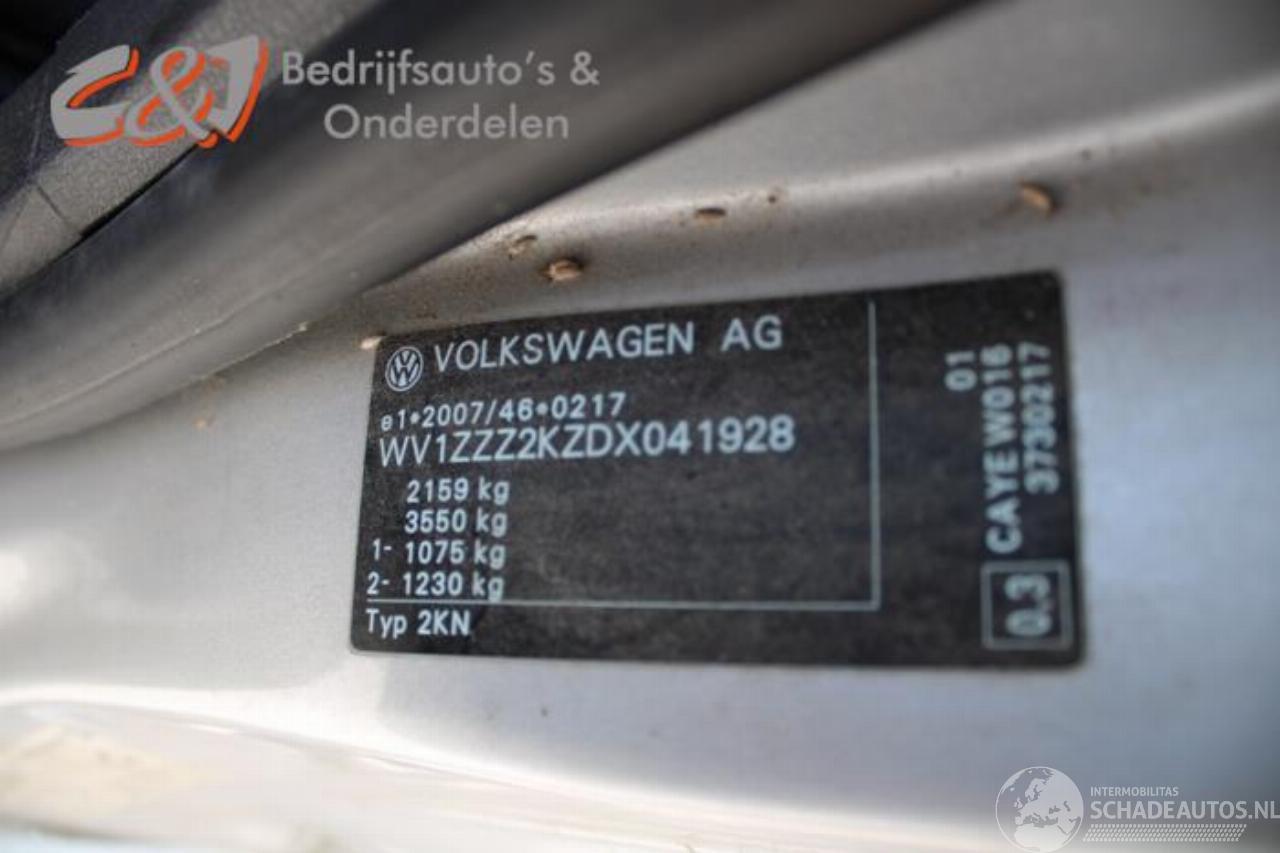 C&J Bedrijfsauto's &
Onderdelen
VOLKSWAGEN AG
e1*2007/46*0217
WV1ZZZ2KZDX041928
2159 kg
3550 kg
1- 1075 kg
2- 1230 kg
Typ 2KN
01
CAYEW016
3730217
0.3
INTERMOBILITAS
SCHADEAUTOS.NL